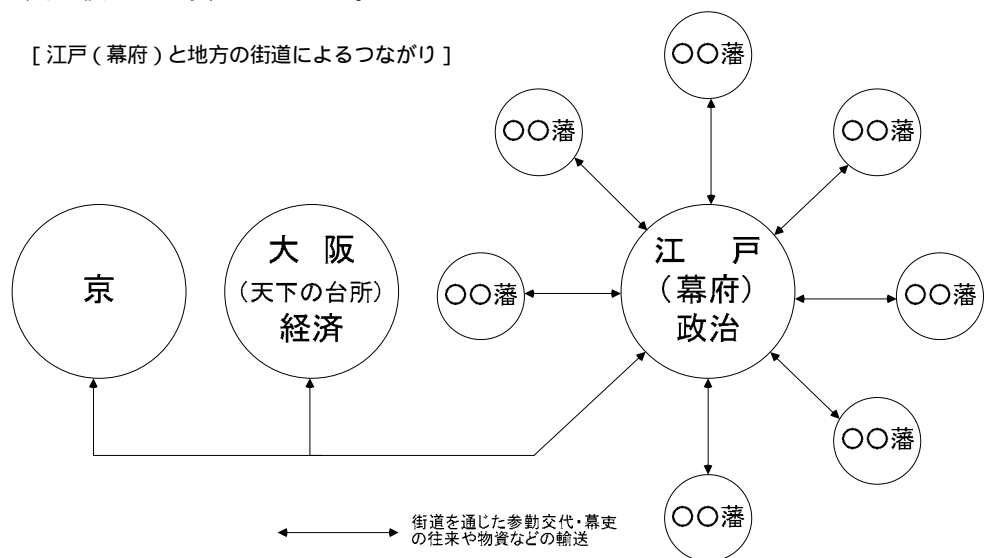 [ 江戸 ( 幕府 ) と地方の街道によるつながり ]
〇〇藩
〇〇藩
〇〇藩
京
大 阪
(天下の台所)
経済
〇〇藩
江 戸
(幕府)
政治
〇〇藩
〇〇藩
〇〇藩
街道を通じた参勤交代・幕吏
の往来や物資などの輸送